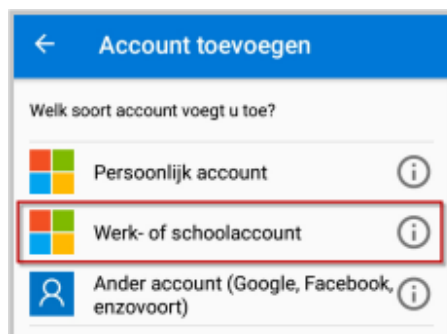 Account toevoegen
Welk soort account voegt u toe?
Persoonlijk account
Werk- of schoolaccount
Ander account (Google, Facebook,
enzovoort)